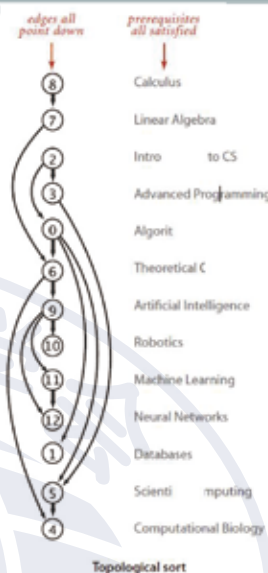 edges all
point down
prerequisites
all satisfied
8 Calculus
7 Linear Algebra
2 Intro to CS
3 Advanced Programming
0 Algorit
6 Theoretical C
9 Artificial Intelligence
10 Robotics
11 Machine Learning
12 Neural Networks
1 Databases
5 Scienti mputing
4 Computational Biology
Topological sort